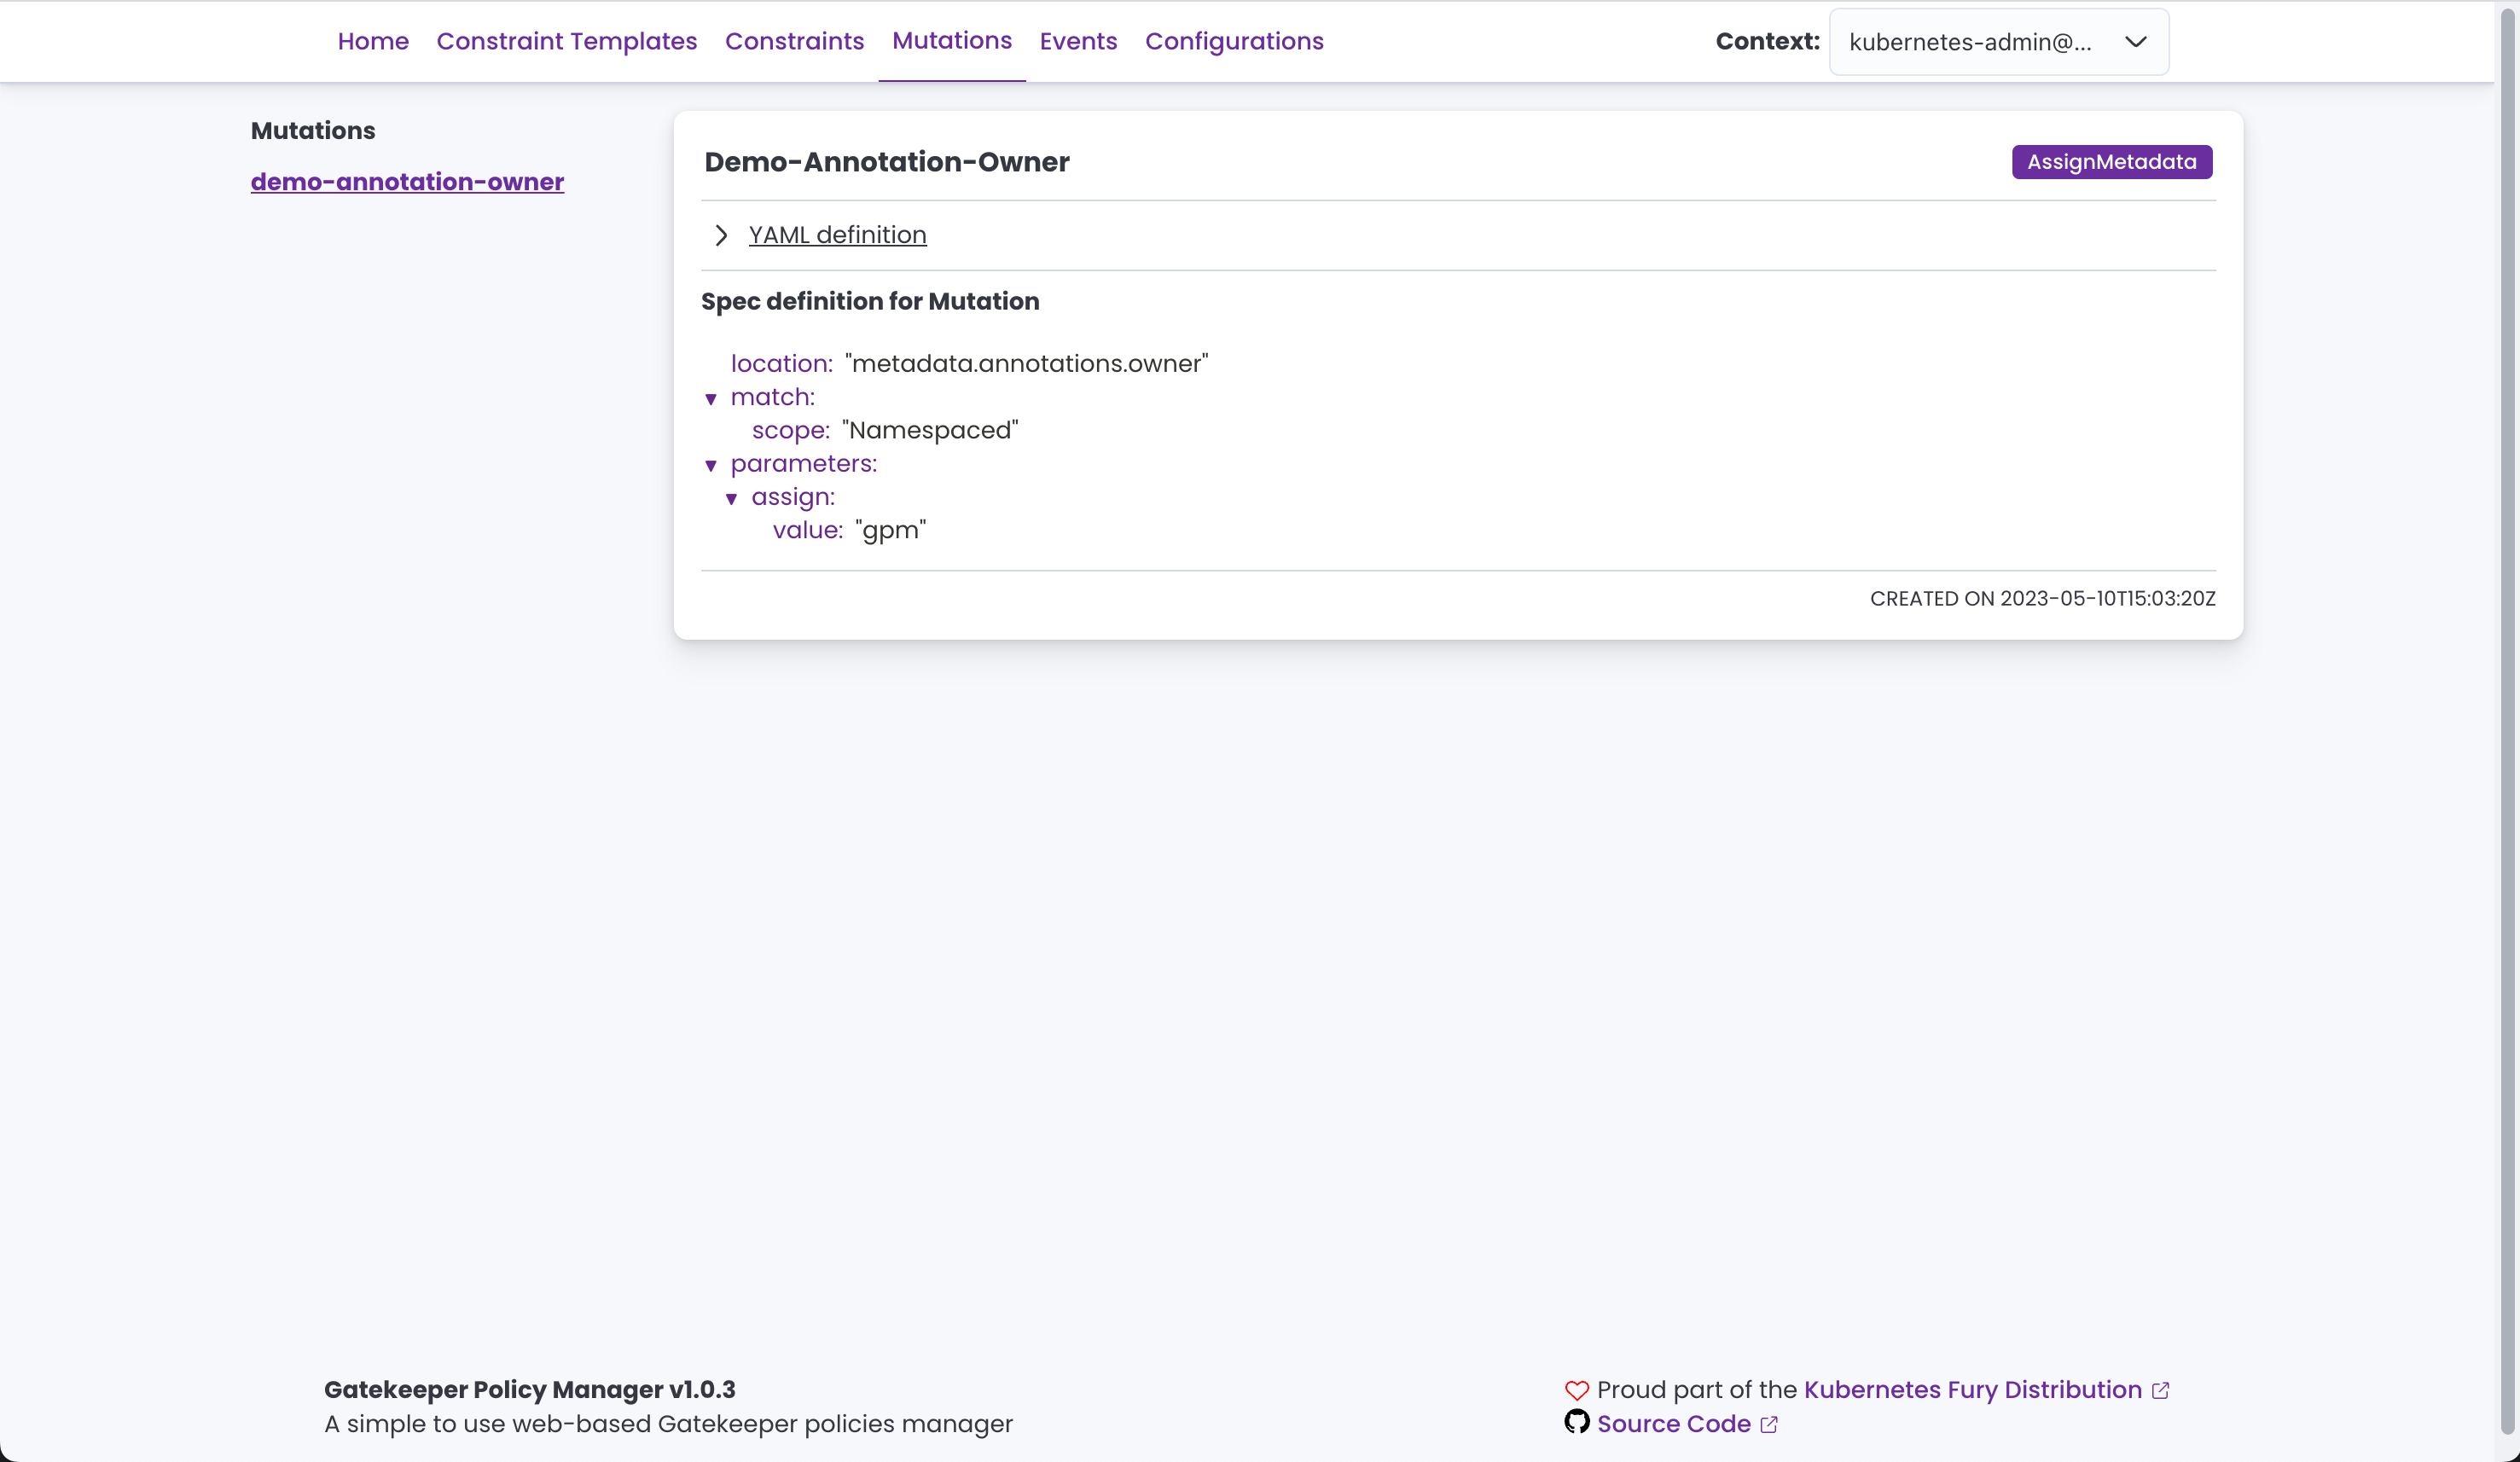 Home Constraint Templates Constraints Mutations Events Configurations Context: kubernetes-admin@...
Mutations
demo-annotation-owner
Demo-Annotation-Owner AssignMetadata
YAML definition
Spec definition for Mutation
location: "metadata.annotations.owner"
match:
scope: "Namespaced"
parameters:
assign:
value: "gpm"
CREATED ON 2023-05-10T15:03:20Z
Gatekeeper Policy Manager v1.0.3
A simple to use web-based Gatekeeper policies manager
Proud part of the Kubernetes Fury Distribution
Source Code